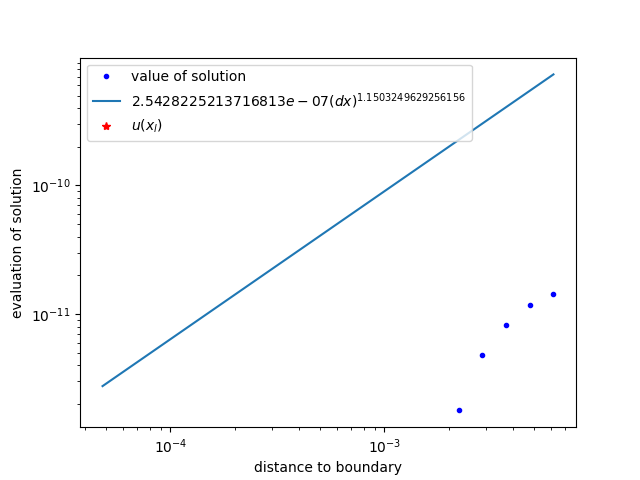 value of solution
2.5428225213716813e − 07(dx)^1.1503249629256156
u(x_l)
10^−10
10^−11
evaluation of solution
10^−4
10^−3
distance to boundary